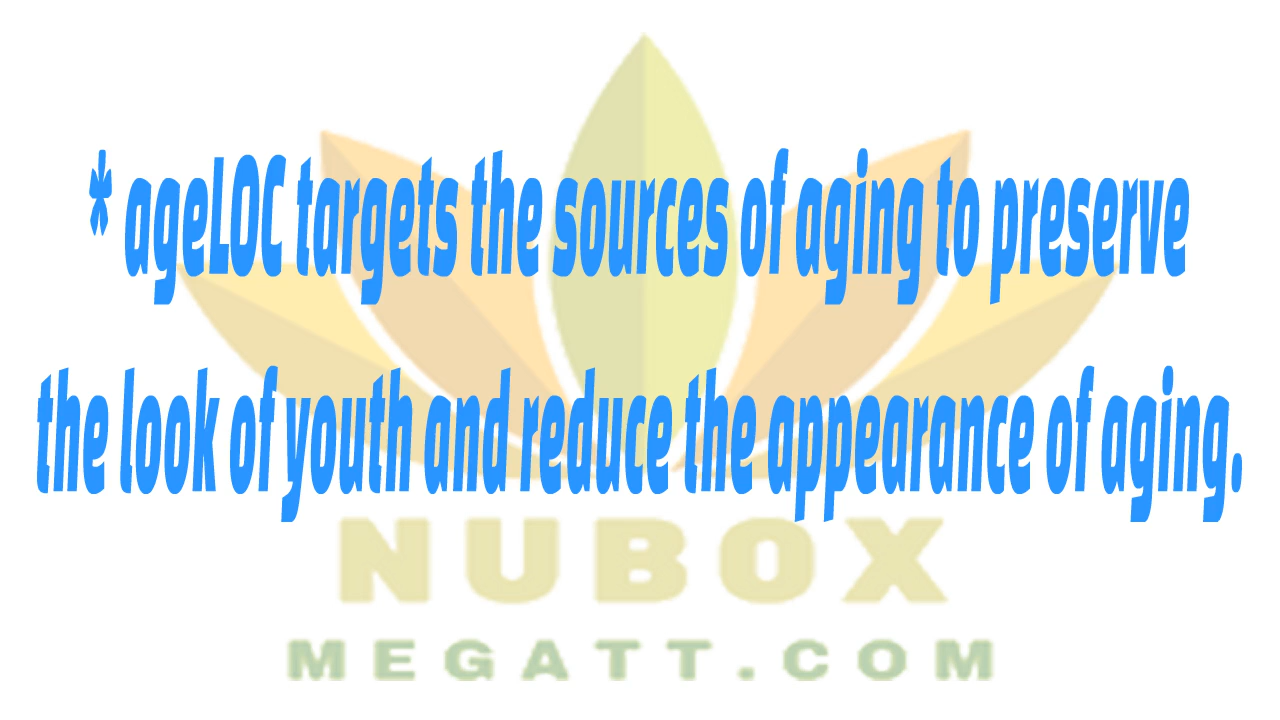 * ageLOC targets the sources of aging to preserve
the look of youth and reduce the appearance of aging.
NUBOX
MEGATT.COM